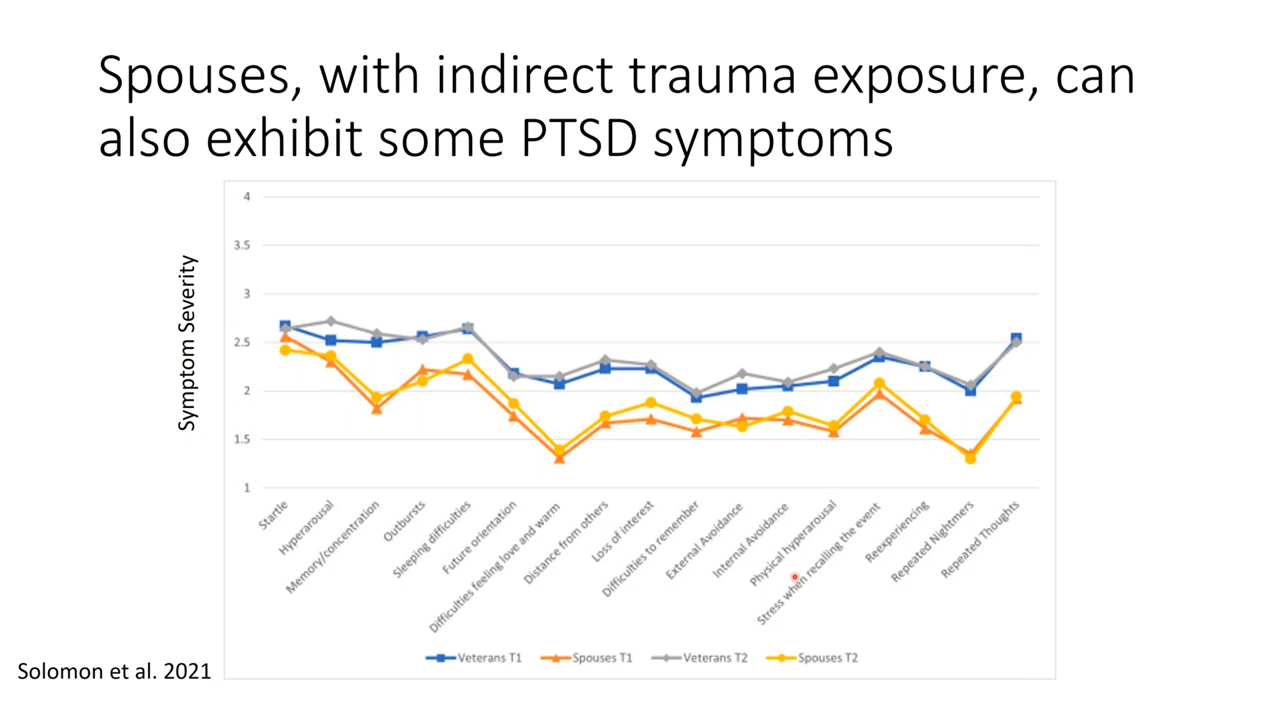 Spouses, with indirect trauma exposure, can
also exhibit some PTSD symptoms
Symptom Severity
4
3.5
3
2.5
2
1.5
1
Startle
Hyperarousal
Memory/concentration
Outbursts
Sleeping difficulties
Future orientation
Difficulties feeling love and warm
Distance from others
Loss of interest
Difficulties to remember
External Avoidance
Internal Avoidance
Physical hyperarousal
Stress when recalling the event
Reexperiencing
Repeated Nightmers
Repeated Thoughts
Veterans T1 Spouses T1 Veterans T2 Spouses T2
Solomon et al. 2021